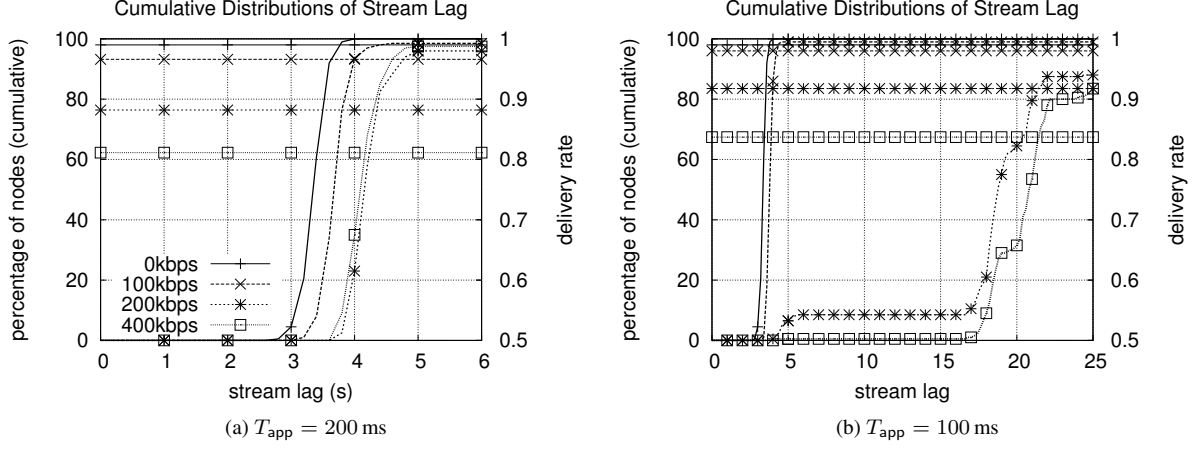 Cumulative Distributions of Stream Lag
percentage of nodes (cumulative)
100
80
60
40
20
0
1
0.9
0.8
0.7
0.6
0.5
delivery rate
0kbps
100kbps
200kbps
400kbps
0 1 2 3 4 5 6
stream lag (s)
(a) T_app = 200 ms
Cumulative Distributions of Stream Lag
percentage of nodes (cumulative)
100
80
60
40
20
0
1
0.9
0.8
0.7
0.6
0.5
delivery rate
0 5 10 15 20 25
stream lag
(b) T_app = 100 ms